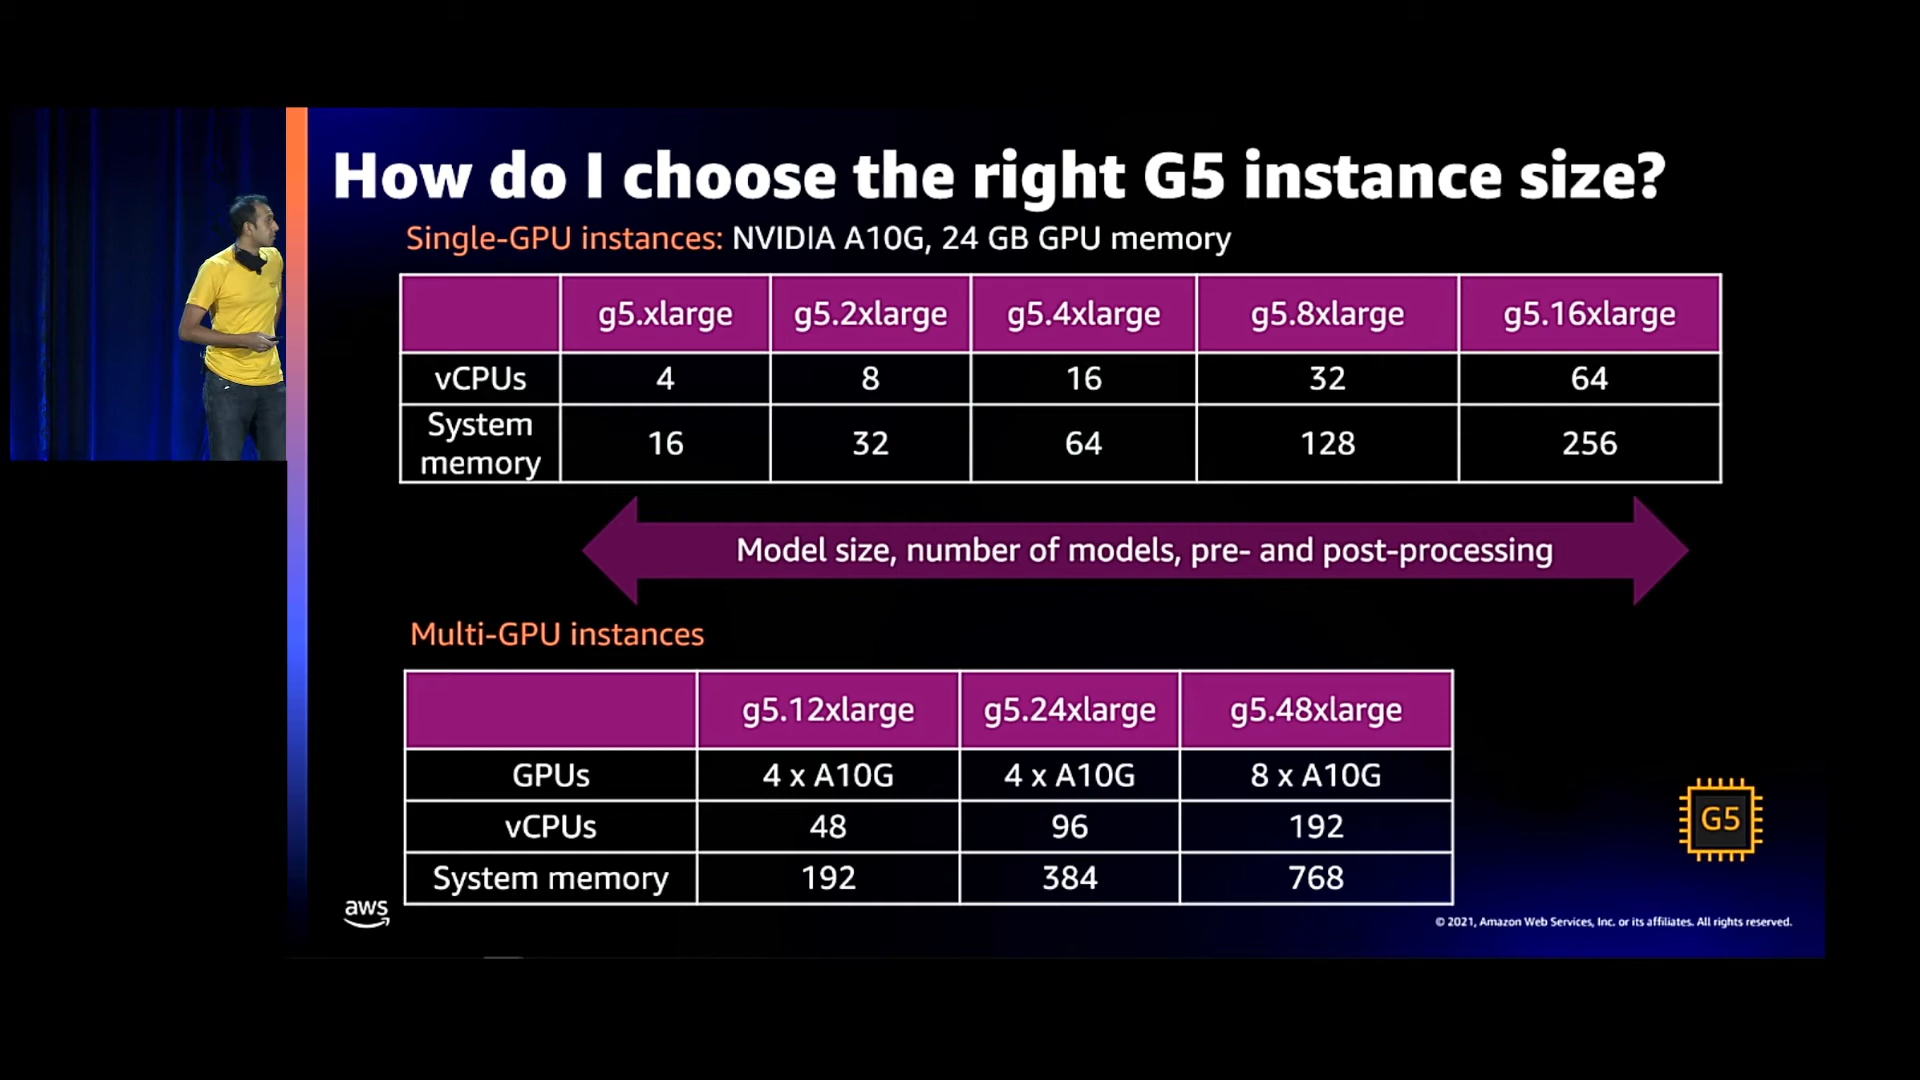 How do I choose the right G5 instance size?
Single-GPU instances: NVIDIA A10G, 24 GB GPU memory
g5.xlarge g5.2xlarge g5.4xlarge g5.8xlarge g5.16xlarge
vCPUs 4 8 16 32 64
System memory 16 32 64 128 256
Model size, number of models, pre- and post-processing
Multi-GPU instances
g5.12xlarge g5.24xlarge g5.48xlarge
GPUs 4 x A10G 4 x A10G 8 x A10G
vCPUs 48 96 192
System memory 192 384 768
G5
aws
© 2021, Amazon Web Services, Inc. or its affiliates. All rights reserved.